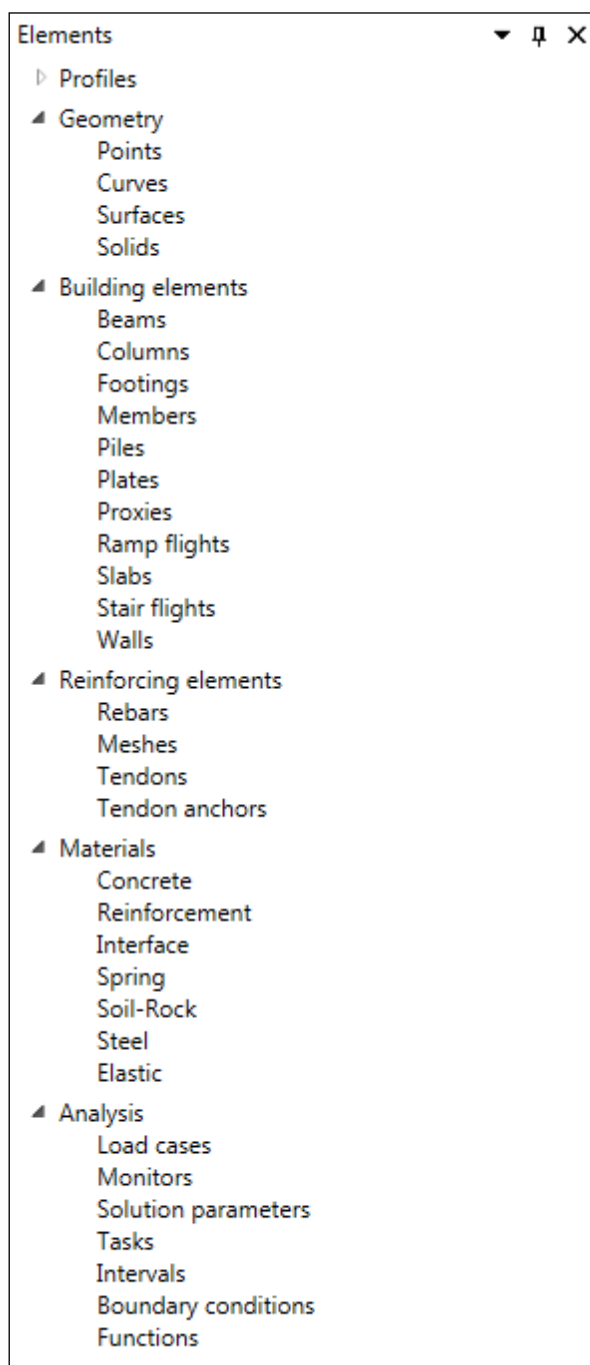 Elements
Profiles
Geometry
Points
Curves
Surfaces
Solids
Building elements
Beams
Columns
Footings
Members
Piles
Plates
Proxies
Ramp flights
Slabs
Stair flights
Walls
Reinforcing elements
Rebars
Meshes
Tendons
Tendon anchors
Materials
Concrete
Reinforcement
Interface
Spring
Soil-Rock
Steel
Elastic
Analysis
Load cases
Monitors
Solution parameters
Tasks
Intervals
Boundary conditions
Functions